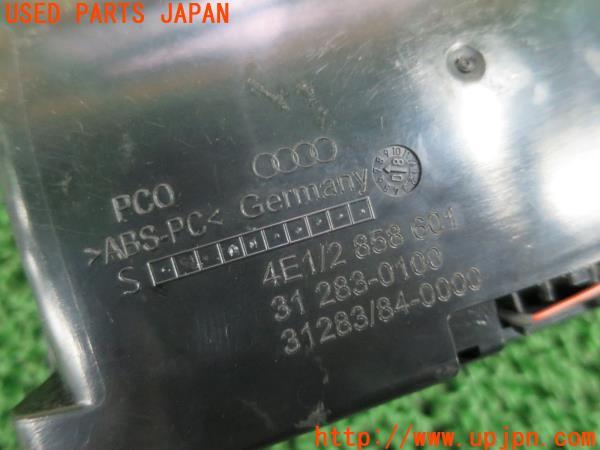 USED PARTS JAPAN
PCO
>ABS-PC< Germany
S
4E1/2 858 601
31 283-0100
31283/84-0000
http://www.upjpn.com